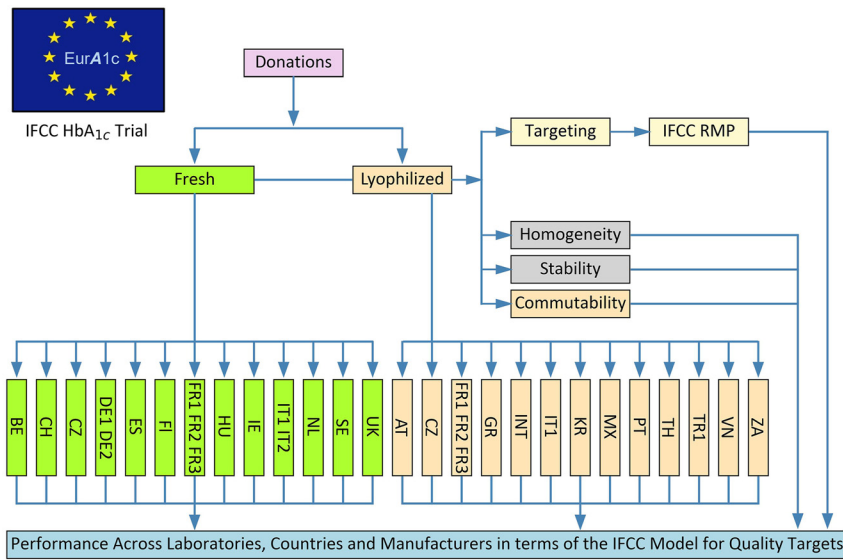 EurA1c
IFCC HbA1c Trial
Donations
Fresh
Lyophilized
Targeting
IFCC RMP
Homogeneity
Stability
Commutability
BE
CH
CZ
DE1 DE2
ES
FI
FR1 FR2 FR3
HU
IE
IT1 IT2
NL
SE
UK
AT
CZ
FR1 FR2 FR3
GR
INT
IT1
KR
MX
PT
TH
TR1
VN
ZA
Performance Across Laboratories, Countries and Manufacturers in terms of the IFCC Model for Quality Targets